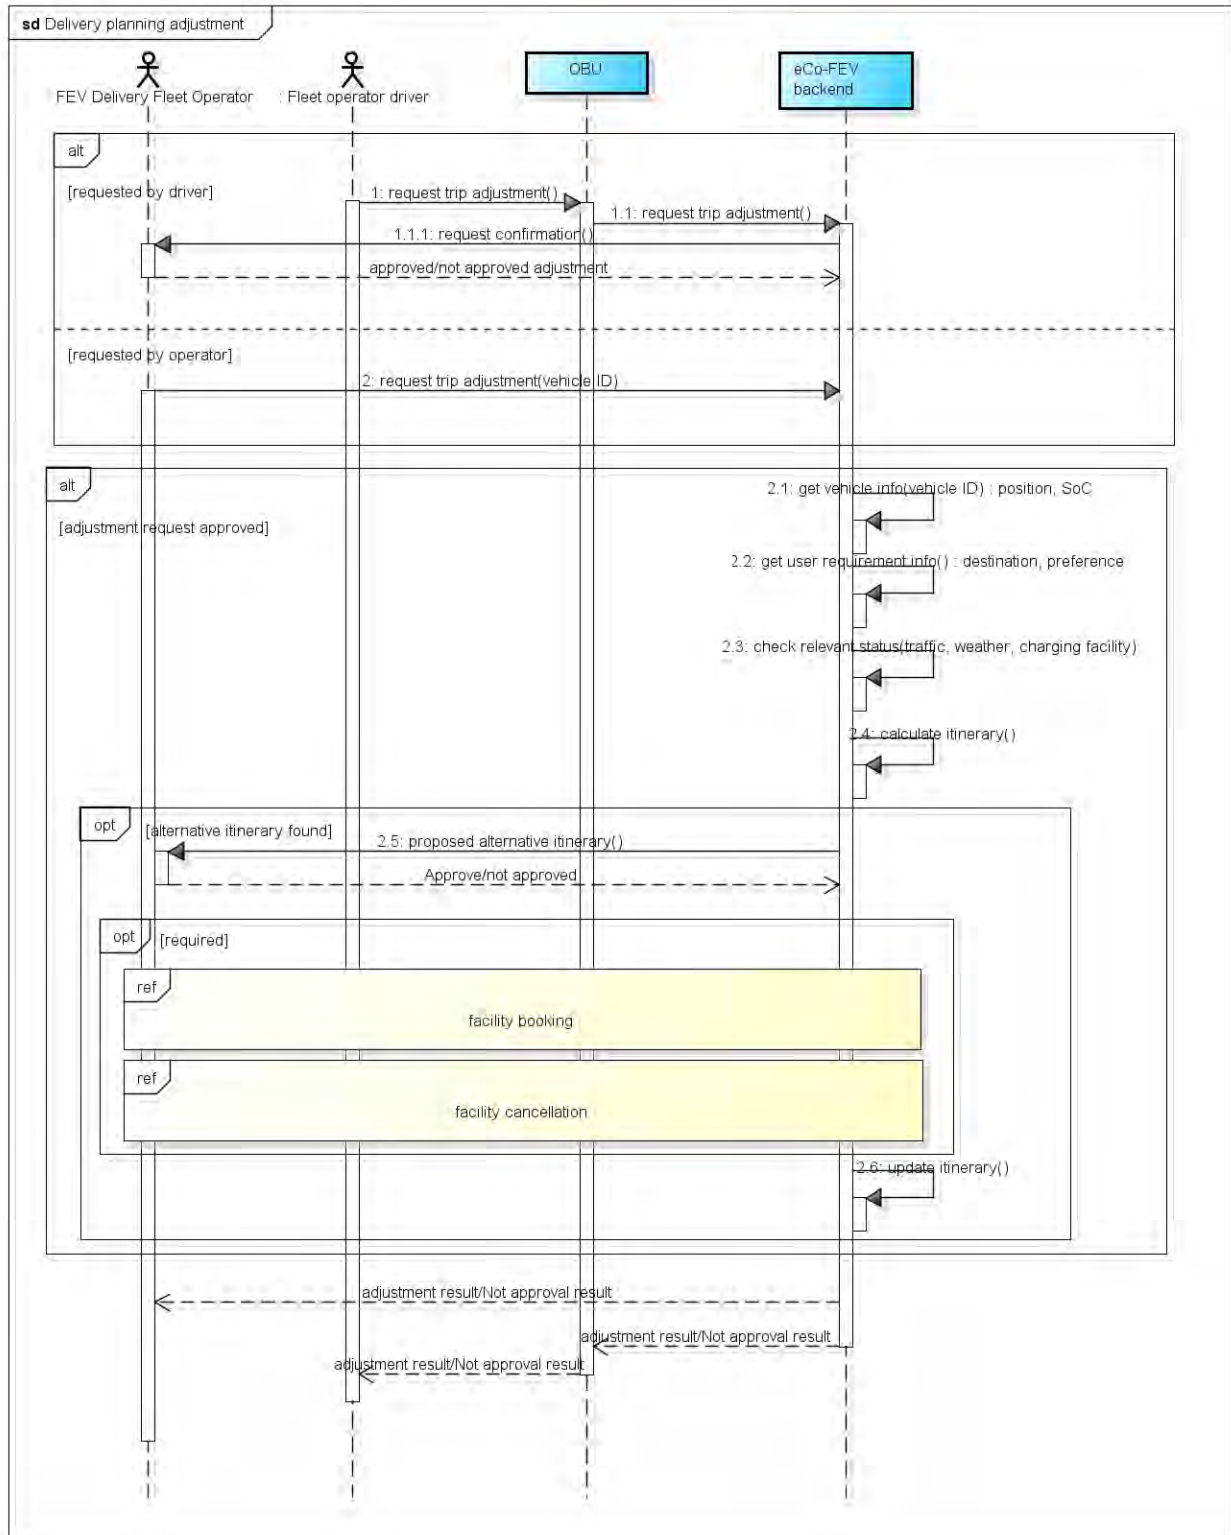 sd Delivery planning adjustment
FEV Delivery Fleet Operator
: Fleet operator driver
OBU
eCo-FEV
backend
alt
[requested by driver]
1: request trip adjustment()
1.1: request trip adjustment()
1.1.1: request confirmation()
approved/not approved adjustment
[requested by operator]
2: request trip adjustment(vehicle ID)
alt
[adjustment request approved]
2.1: get vehicle info(vehicle ID) : position, SoC
2.2: get user requirement info() : destination, preference
2.3: check relevant status(traffic, weather, charging facility)
2.4: calculate itinerary()
opt
[alternative itinerary found]
2.5: proposed alternative itinerary()
Approve/not approved
opt
[required]
ref
facility booking
ref
facility cancellation
2.6: update itinerary()
adjustment result/Not approval result
adjustment result/Not approval result
adjustment result/Not approval result